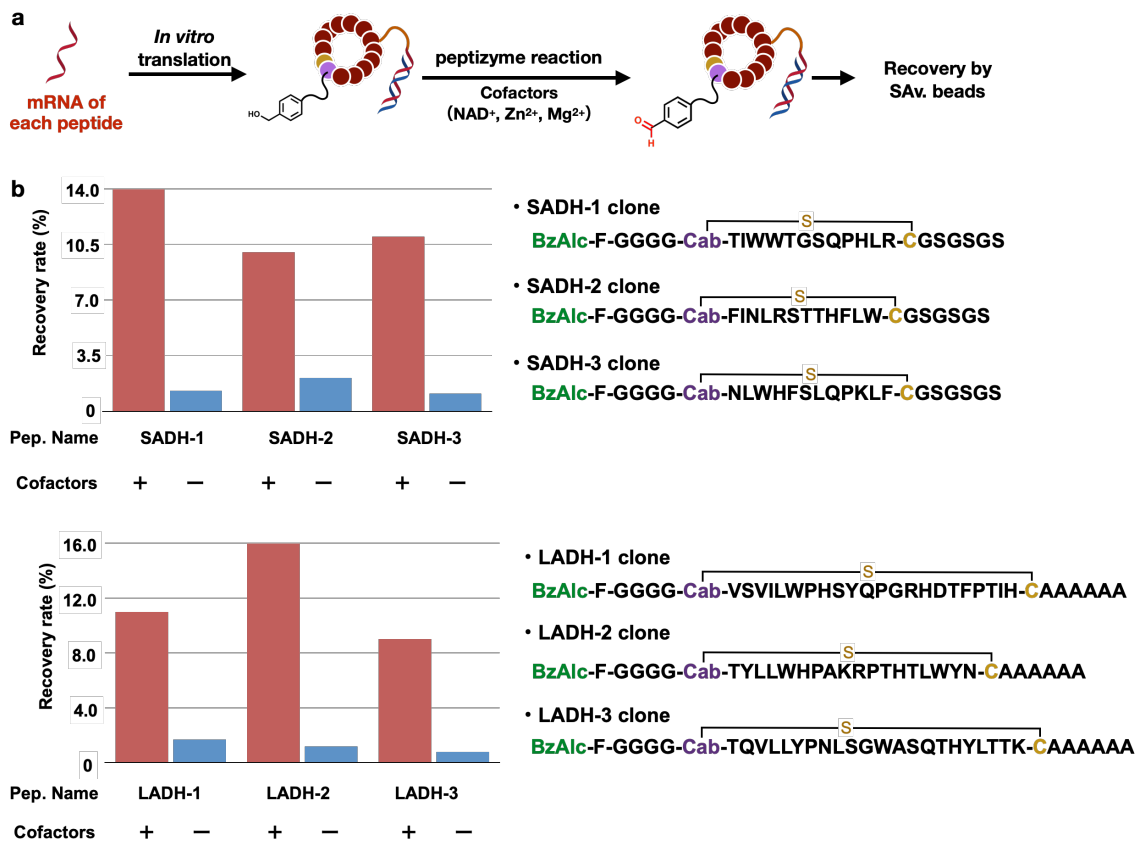 a
In vitro
translation
mRNA of
each peptide
HO
peptizyme reaction
Cofactors
(NAD+, Zn2+, Mg2+)
O
H
Recovery by
SAv. beads
b
Recovery rate (%)
14.0
10.5
7.0
3.5
0
Pep. Name SADH-1 SADH-2 SADH-3
Cofactors + − + − + −
• SADH-1 clone
S
BzAlc-F-GGGG-Cab-TIWWTGSQPHLR-CGSGSGS
• SADH-2 clone
S
BzAlc-F-GGGG-Cab-FINLRSTTHFLW-CGSGSGS
• SADH-3 clone
S
BzAlc-F-GGGG-Cab-NLWHFSLQPKLF-CGSGSGS
Recovery rate (%)
16.0
12.0
8.0
4.0
0
Pep. Name LADH-1 LADH-2 LADH-3
Cofactors + − + − + −
• LADH-1 clone
S
BzAlc-F-GGGG-Cab-VSVILWPHSYQPGRHDTFPTIH-CAAAAAA
• LADH-2 clone
S
BzAlc-F-GGGG-Cab-TYLLWHPAKRPTHTLWYN-CAAAAAA
• LADH-3 clone
S
BzAlc-F-GGGG-Cab-TQVLLYPNLSGWASQTHYLTTK-CAAAAAA